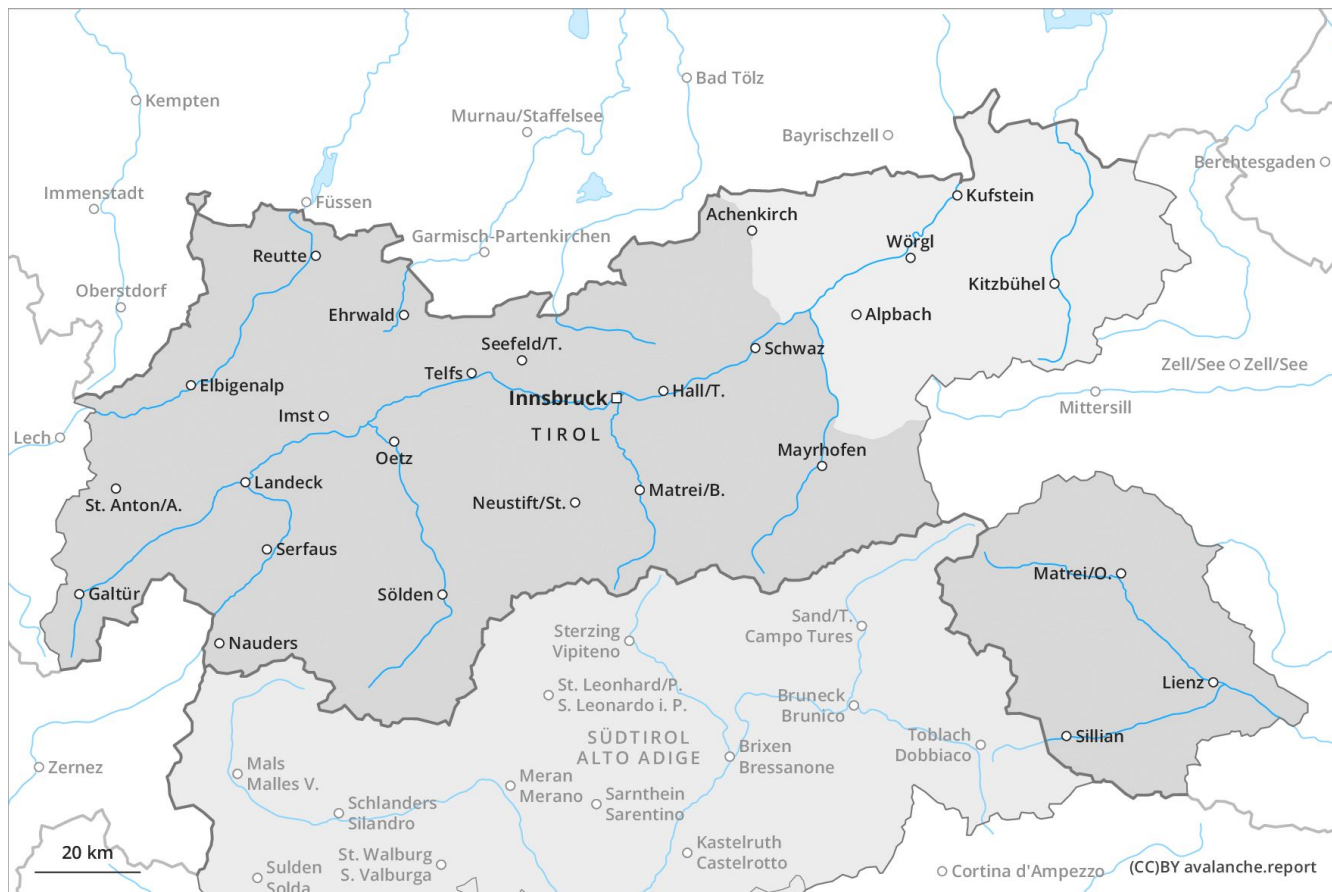 Kempten
Bad Tölz
Murnau/Staffelsee
Bayrischzell
Berchtesgaden
Immenstadt
Füssen
Kufstein
Achenkirch
Garmisch-Partenkirchen
Wörgl
Reutte
Kitzbühel
Oberstdorf
Ehrwald
Alpbach
Seefeld/T.
Schwaz
Telfs
Zell/See
Zell/See
Elbigenalp
Innsbruck
Hall/T.
Mittersill
Imst
TIROL
Lech
Oetz
Mayrhofen
Landeck
Matrei/B.
St. Anton/A.
Neustift/St.
Serfaus
Matrei/O.
Galtür
Sölden
Sand/T.
Campo Tures
Sterzing
Vipiteno
Nauders
Lienz
St. Leonhard/P.
S. Leonardo i. P.
Bruneck
Brunico
SÜDTIROL
ALTO ADIGE
Toblach
Dobbiaco
Sillian
Brixen
Bressanone
Zernez
Mals
Malles V.
Meran
Merano
Sarnthein
Sarentino
Schlanders
Silandro
Kastelruth
Castelrotto
20 km
St. Walburg
S. Valburga
Sulden
Solda
Cortina d'Ampezzo
(CC)BY avalanche.report